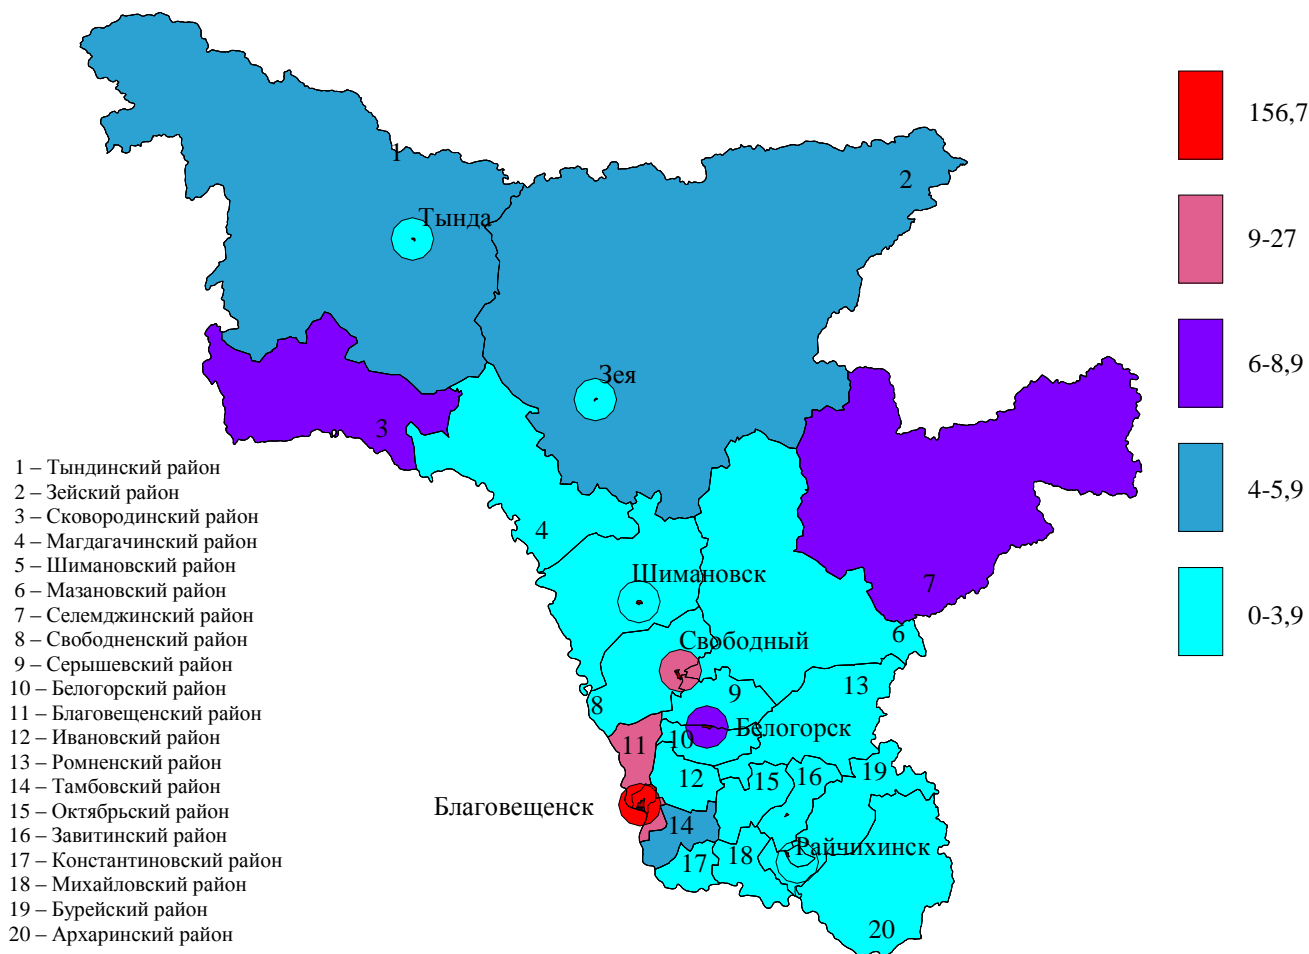 156,7
1
2
9-27
Тында
Зея
6-8,9
3
1 – Тындинский район
2 – Зейский район
3 – Сковородинский район
4 – Магдагачинский район
5 – Шимановский район
6 – Мазановский район
7 – Селемджинский район
8 – Свободненский район
9 – Серышевский район
10 – Белогорский район
11 – Благовещенский район
12 – Ивановский район
13 – Ромненский район
14 – Тамбовский район
15 – Октябрьский район
16 – Завитинский район
17 – Константиновский район
18 – Михайловский район
19 – Бурейский район
20 – Архаринский район
4-5,9
4
Шимановск
7
0-3,9
6
Свободный
13
9
8
Белогорск
10
11
12
15
16
19
Благовещенск
14
Райчихинск
17
18
20